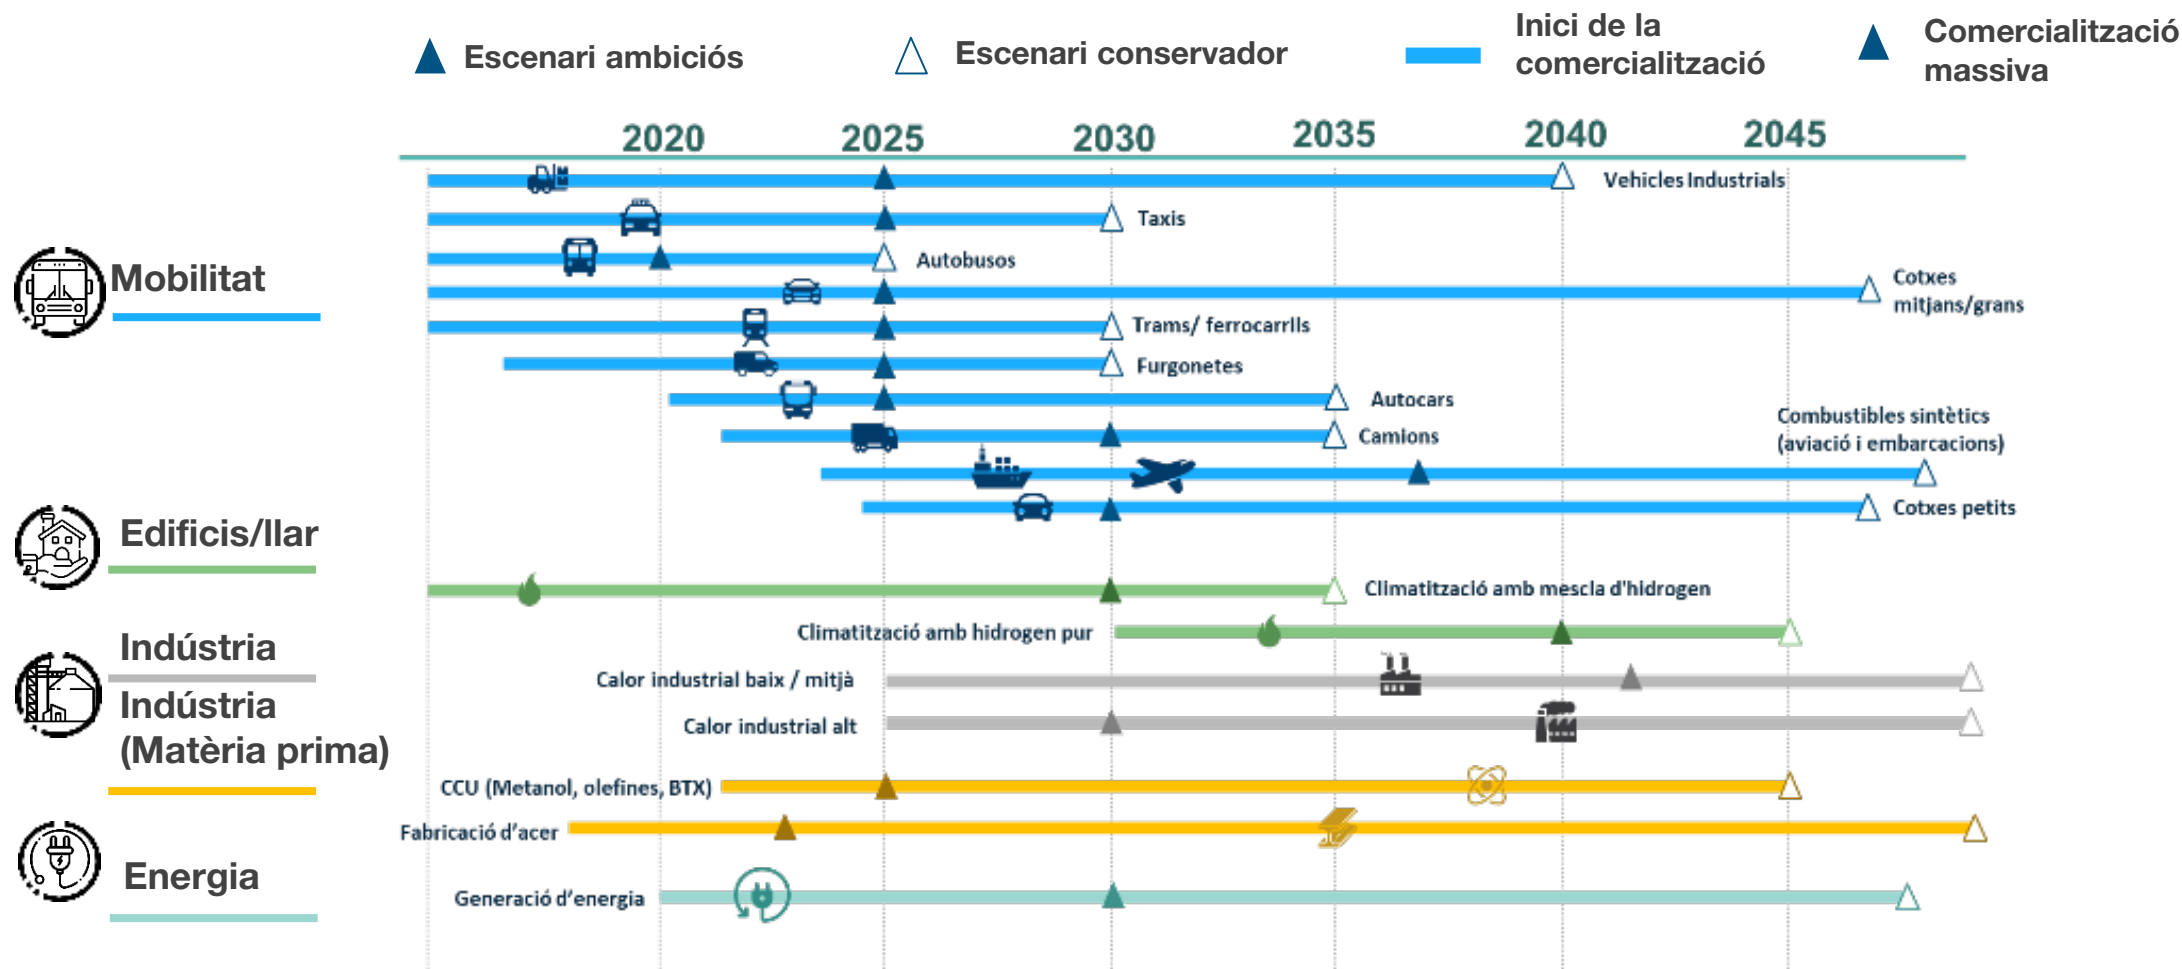 Escenari ambiciós
Escenari conservador
Inici de la
comercialització
Comercialització
massiva
2020
2025
2030
2035
2040
2045
Vehicles Industrials
Taxis
Autobusos
Mobilitat
Cotxes
mitjans/grans
Trams/ ferrocarrils
Furgonetes
Autocars
Combustibles sintètics
(aviació i embarcacions)
Camions
Cotxes petits
Edificis/llar
Climatització amb mescla d'hidrogen
Climatització amb hidrogen pur
Indústria
Calor industrial baix / mitjà
Indústria
(Matèria prima)
Calor industrial alt
CCU (Metanol, olefines, BTX)
Fabricació d'acer
Energia
Generació d'energia